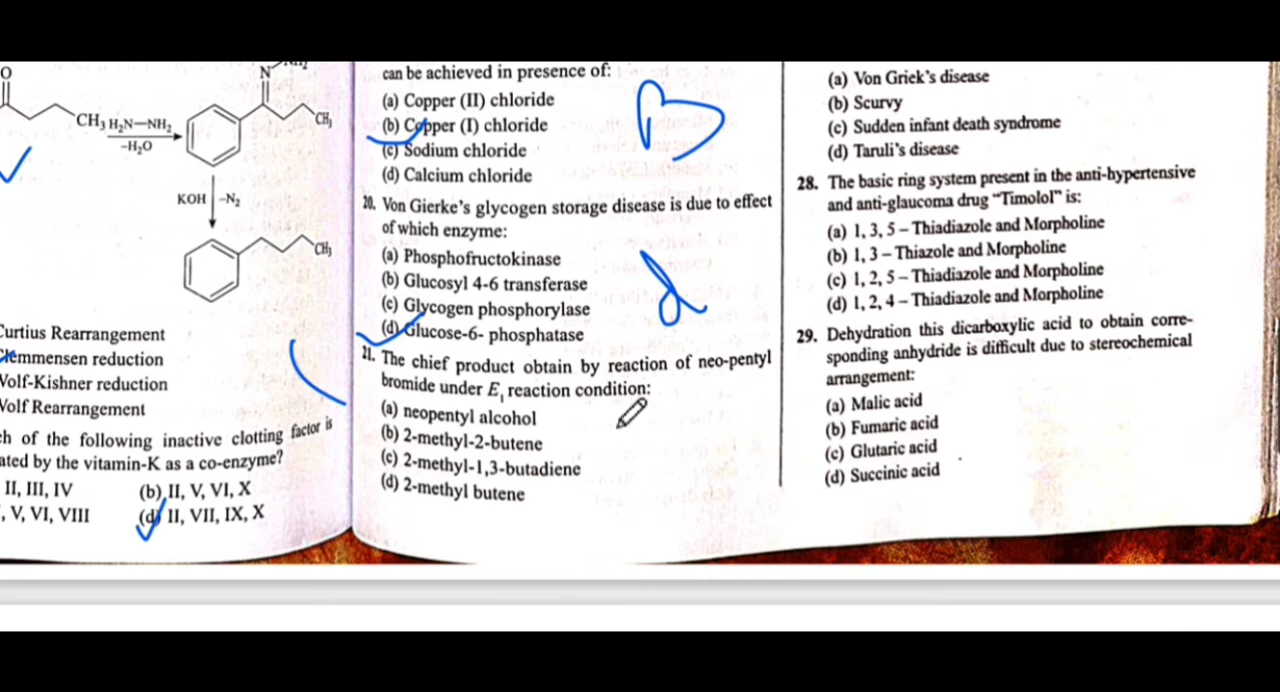 O
CH3 H2N—NH2
–H2O
N
CH3
KOH –N2
CH3
Curtius Rearrangement
Clemmensen reduction
Wolf-Kishner reduction
Wolf Rearrangement
of the following inactive clotting factor is
ated by the vitamin-K as a co-enzyme?
II, III, IV (b) II, V, VI, X
, V, VI, VIII (d) II, VII, IX, X
can be achieved in presence of:
(a) Copper (II) chloride
(b) Copper (I) chloride
(c) Sodium chloride
(d) Calcium chloride
B
20. Von Gierke's glycogen storage disease is due to effect
of which enzyme:
(a) Phosphofructokinase
(b) Glucosyl 4-6 transferase
(c) Glycogen phosphorylase
(d) Glucose-6- phosphatase
d
21. The chief product obtain by reaction of neo-pentyl
bromide under E1 reaction condition:
(a) neopentyl alcohol
(b) 2-methyl-2-butene
(c) 2-methyl-1,3-butadiene
(d) 2-methyl butene
(a) Von Griek's disease
(b) Scurvy
(c) Sudden infant death syndrome
(d) Taruli's disease
28. The basic ring system present in the anti-hypertensive
and anti-glaucoma drug “Timolol” is:
(a) 1, 3, 5 – Thiadiazole and Morpholine
(b) 1, 3 – Thiazole and Morpholine
(c) 1, 2, 5 – Thiadiazole and Morpholine
(d) 1, 2, 4 – Thiadiazole and Morpholine
29. Dehydration this dicarboxylic acid to obtain corre-
sponding anhydride is difficult due to stereochemical
arrangement:
(a) Malic acid
(b) Fumaric acid
(c) Glutaric acid
(d) Succinic acid